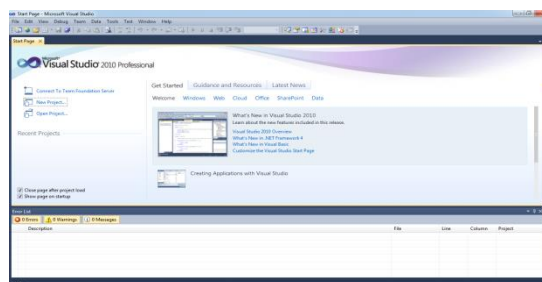 Start Page - Microsoft Visual Studio
File Edit View Debug Team Data Tools Test Window Help
Start Page
Microsoft
Visual Studio 2010 Professional
Connect To Team Foundation Server
New Project...
Open Project...
Recent Projects
Close page after project load
Show page on startup
Get Started Guidance and Resources Latest News
Welcome Windows Web Cloud Office SharePoint Data
What's New in Visual Studio 2010
Learn about the new features included in this release.
Visual Studio 2010 Overview
What's New in .NET Framework 4
What's New in Visual Basic
Customize the Visual Studio Start Page
Creating Applications with Visual Studio
Error List
0 Errors 0 Warnings 0 Messages
Description File Line Column Project